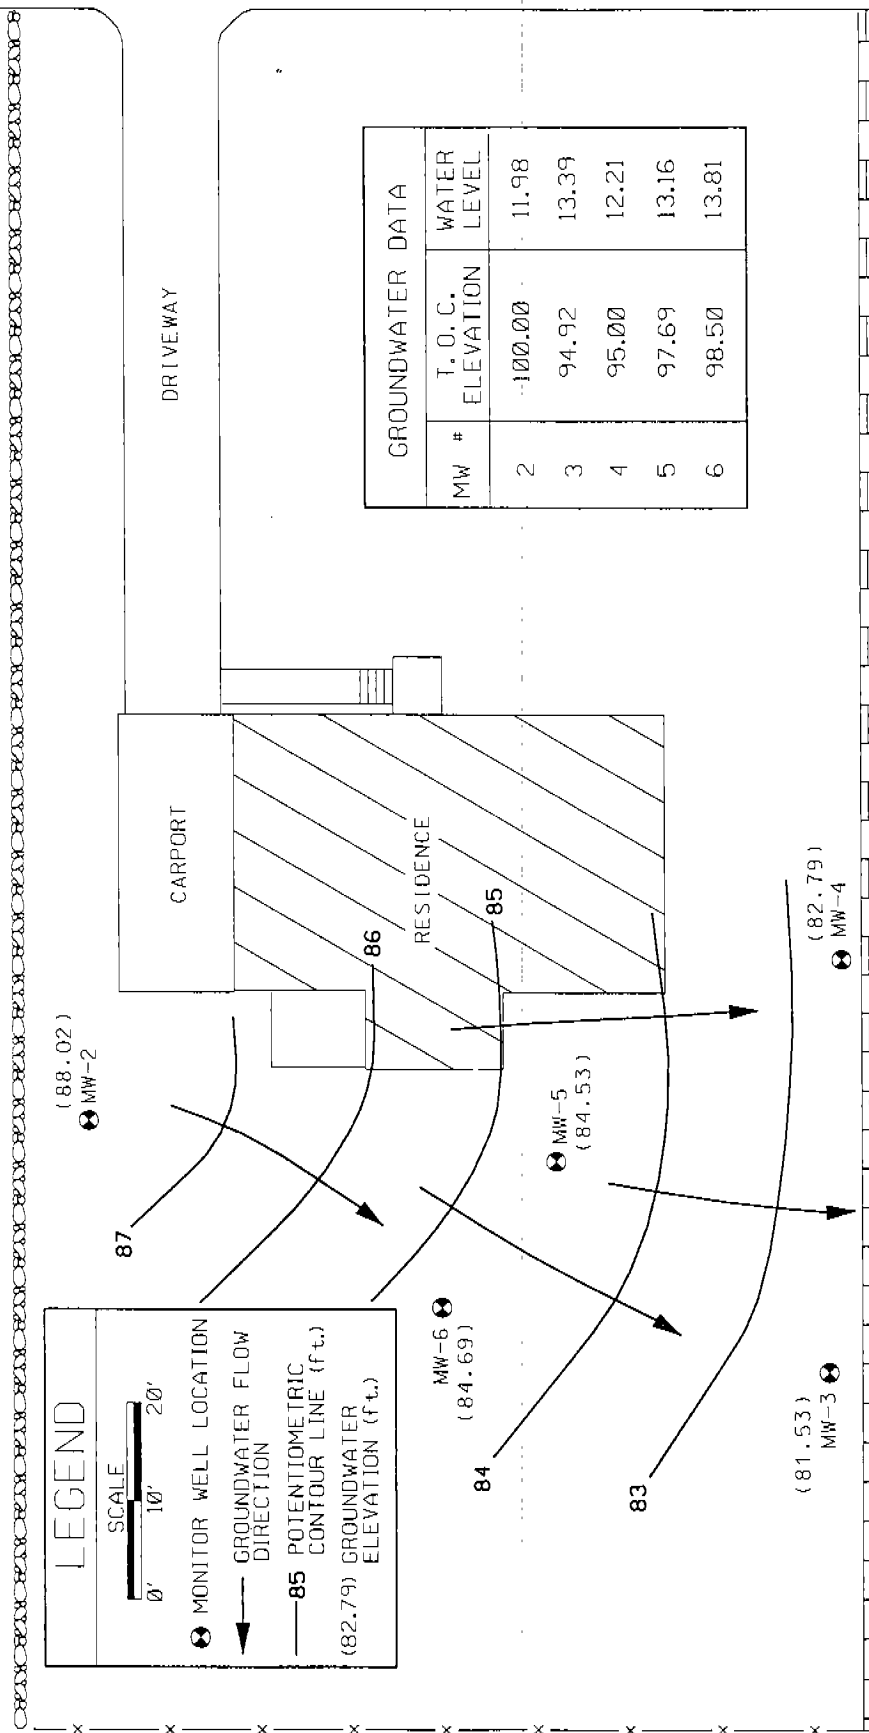 LEGEND
SCALE
0' 10' 20'
MONITOR WELL LOCATION
GROUNDWATER FLOW
DIRECTION
85 POTENTIOMETRIC
CONTOUR LINE (ft.)
(82.79) GROUNDWATER
ELEVATION (ft.)
87
86
85
84
83
(88.02)
MW-2
MW-6
(84.69)
MW-5
(84.53)
(81.53)
MW-3
(82.79)
MW-4
CARPORT
RESIDENCE
DRIVEWAY
GROUNDWATER DATA
MW # T.O.C. ELEVATION WATER LEVEL
2 100.00 11.98
3 94.92 13.39
4 95.00 12.21
5 97.69 13.16
6 98.50 13.81